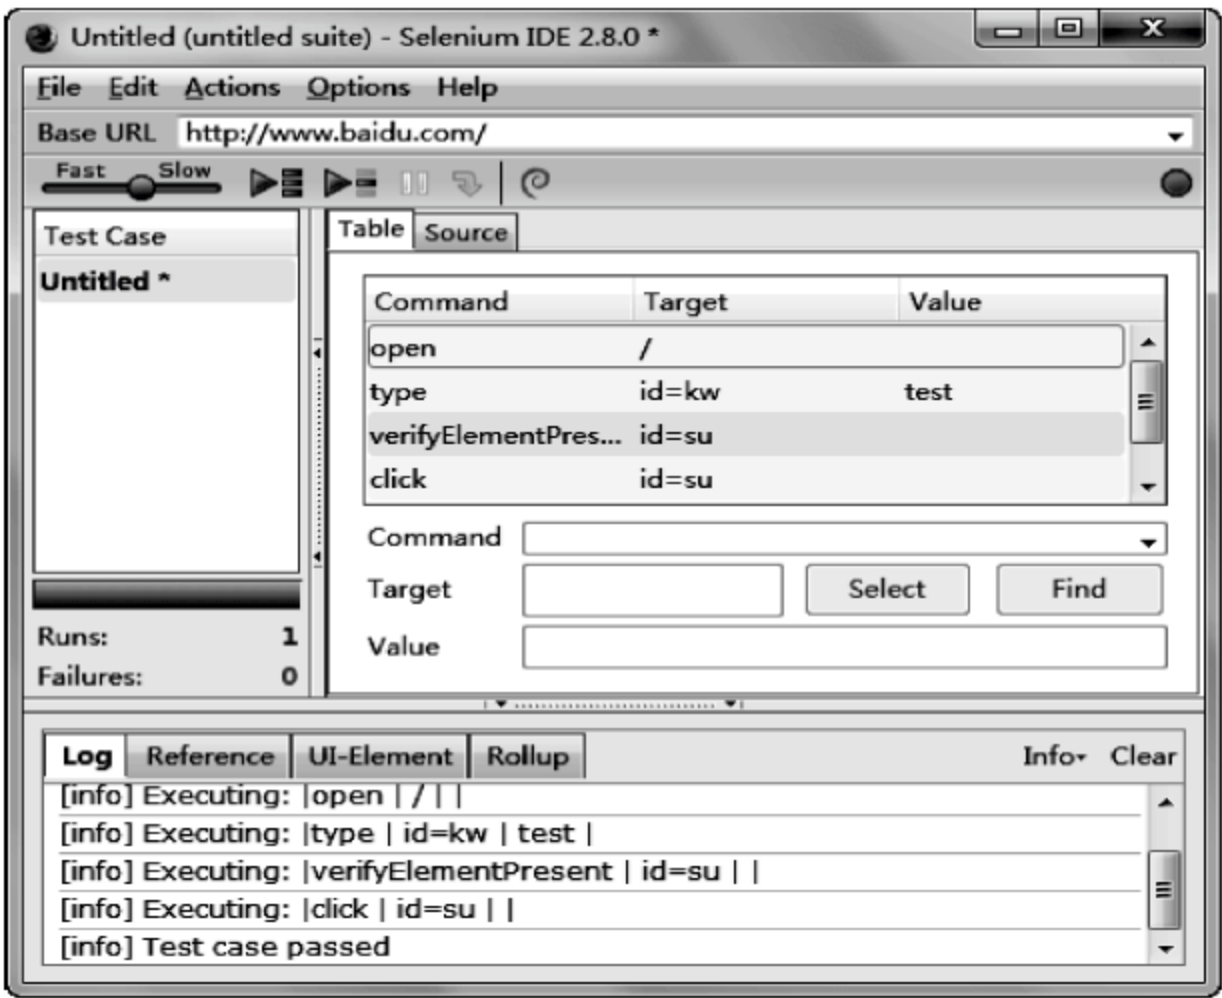 Untitled (untitled suite) - Selenium IDE 2.8.0 *
File Edit Actions Options Help
Base URL http://www.baidu.com/
Fast Slow
Test Case
Untitled *
Runs: 1
Failures: 0
Table Source
Command Target Value
open /
type id=kw test
verifyElementPres... id=su
click id=su
Command
Target Select Find
Value
Log Reference UI-Element Rollup Info Clear
[info] Executing: |open | / | |
[info] Executing: |type | id=kw | test |
[info] Executing: |verifyElementPresent | id=su | |
[info] Executing: |click | id=su | |
[info] Test case passed